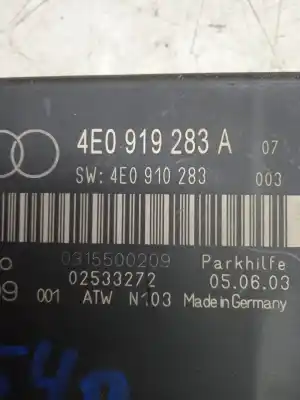 4E0 919 283 A 07
SW: 4E0 910 283 003
0315500209 Parkhilfe
02533272 05.06.03
09 001 ATW N103 Made in Germany